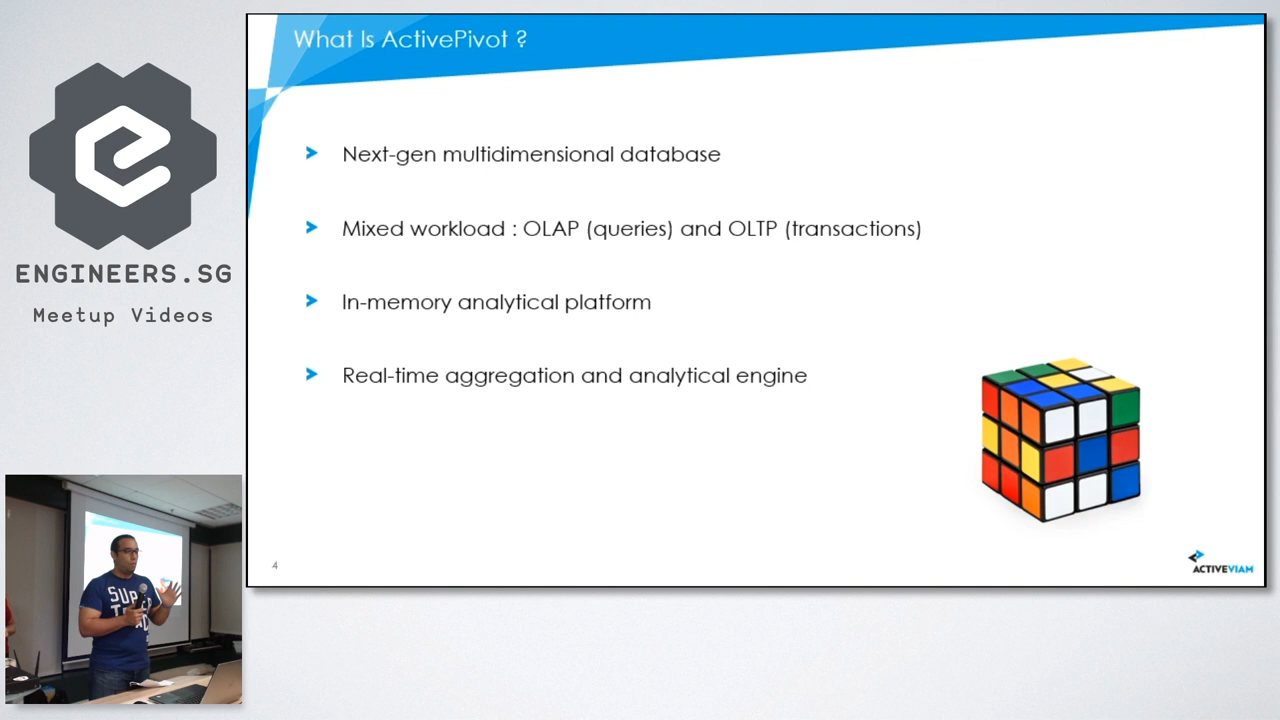 What Is ActivePivot ?
Next-gen multidimensional database
Mixed workload : OLAP (queries) and OLTP (transactions)
In-memory analytical platform
Real-time aggregation and analytical engine
4
ACTIVEVIAM
ENGINEERS.SG
Meetup Videos
SUP